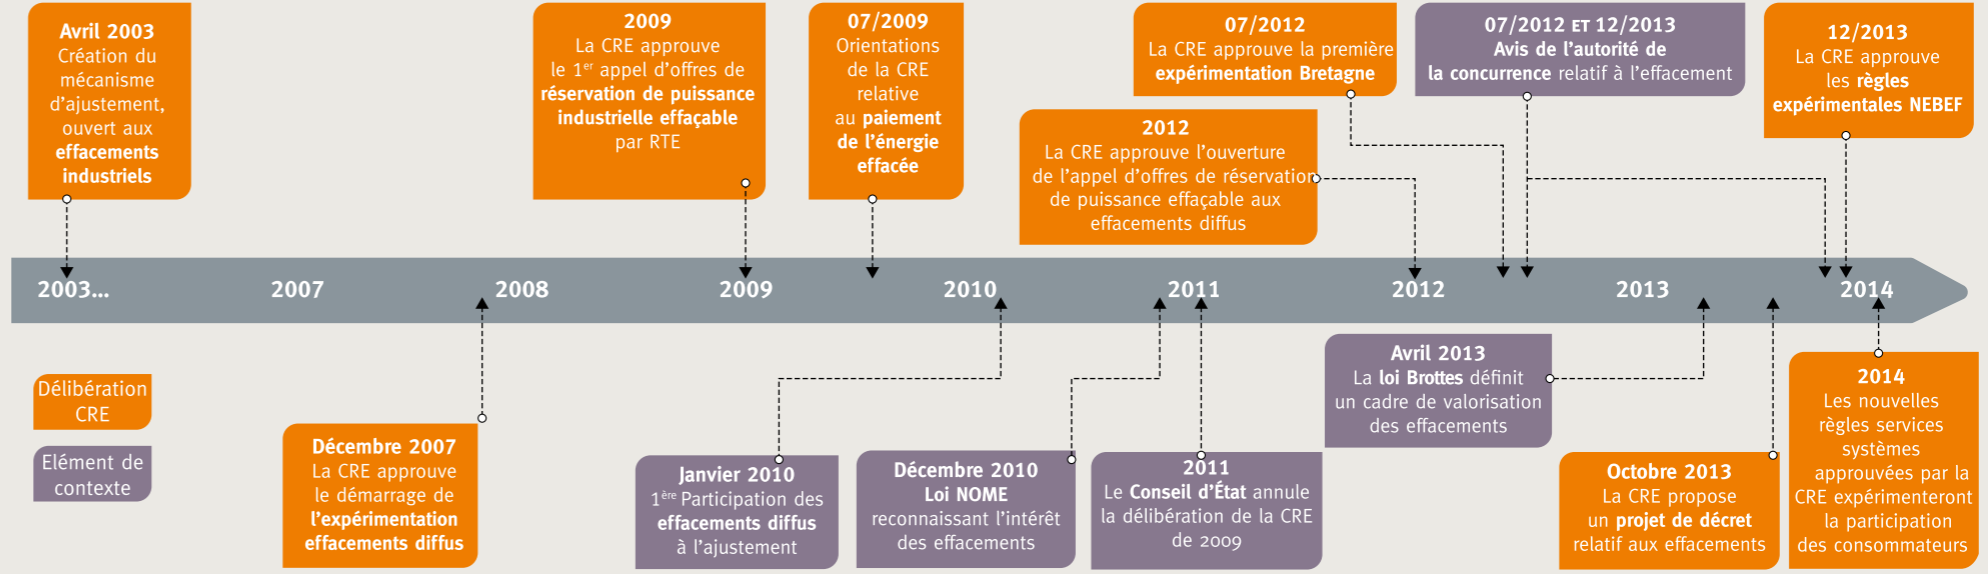 Avril 2003
Création du
mécanisme
d'ajustement,
ouvert aux
effacements
industriels
2009
La CRE approuve
le 1er appel d'offres de
réservation de puissance
industrielle effaçable
par RTE
07/2009
Orientations
de la CRE
relative
au paiement
de l'énergie
effacée
2012
La CRE approuve l'ouverture
de l'appel d'offres de réservation
de puissance effaçable aux
effacements diffus
07/2012
La CRE approuve la première
expérimentation Bretagne
07/2012 ET 12/2013
Avis de l'autorité de
la concurrence relatif à l'effacement
12/2013
La CRE approuve
les règles
expérimentales NEBEF
2003... 2007 2008 2009 2010 2011 2012 2013 2014
Délibération
CRE
Elément de
contexte
Décembre 2007
La CRE approuve
le démarrage de
l'expérimentation
effacements diffus
Janvier 2010
1ère Participation des
effacements diffus
à l'ajustement
Décembre 2010
Loi NOME
reconnaissant l'intérêt
des effacements
2011
Le Conseil d'État annule
la délibération de la CRE
de 2009
Avril 2013
La loi Brottes définit
un cadre de valorisation
des effacements
Octobre 2013
La CRE propose
un projet de décret
relatif aux effacements
2014
Les nouvelles
règles services
systèmes
approuvées par la
CRE expérimenteront
la participation
des consommateurs